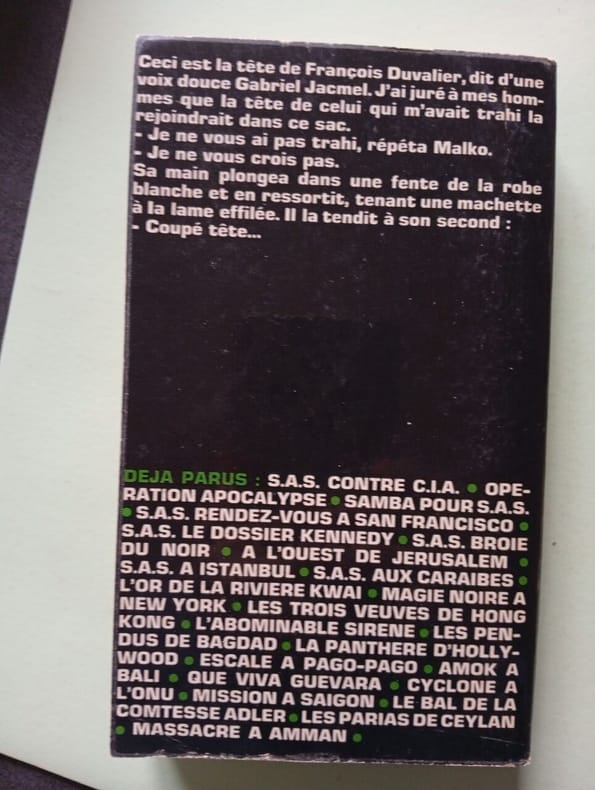 Ceci est la tête de François Duvalier, dit d'une
voix douce Gabriel Jacmel. J'ai juré à mes hom-
mes que la tête de celui qui m'avait trahi la
rejoindrait dans ce sac.
- Je ne vous ai pas trahi, répéta Malko.
- Je ne vous crois pas.
Sa main plongea dans une fente de la robe
blanche et en ressortit, tenant une machette
à la lame effilée. Il la tendit à son second :
- Coupé tête...
DEJA PARUS : S.A.S. CONTRE C.I.A. • OPE-
RATION APOCALYPSE • SAMBA POUR S.A.S.
• S.A.S. RENDEZ-VOUS A SAN FRANCISCO •
S.A.S. LE DOSSIER KENNEDY • S.A.S. BROIE
DU NOIR • A L'OUEST DE JERUSALEM •
S.A.S. A ISTANBUL • S.A.S. AUX CARAIBES •
L'OR DE LA RIVIERE KWAI • MAGIE NOIRE A
NEW YORK • LES TROIS VEUVES DE HONG
KONG • L'ABOMINABLE SIRENE • LES PEN-
DUS DE BAGDAD • LA PANTHERE D'HOLLY-
WOOD • ESCALE A PAGO-PAGO • AMOK A
BALI • QUE VIVA GUEVARA • CYCLONE A
L'ONU • MISSION A SAIGON • LE BAL DE LA
COMTESSE ADLER • LES PARIAS DE CEYLAN
• MASSACRE A AMMAN •